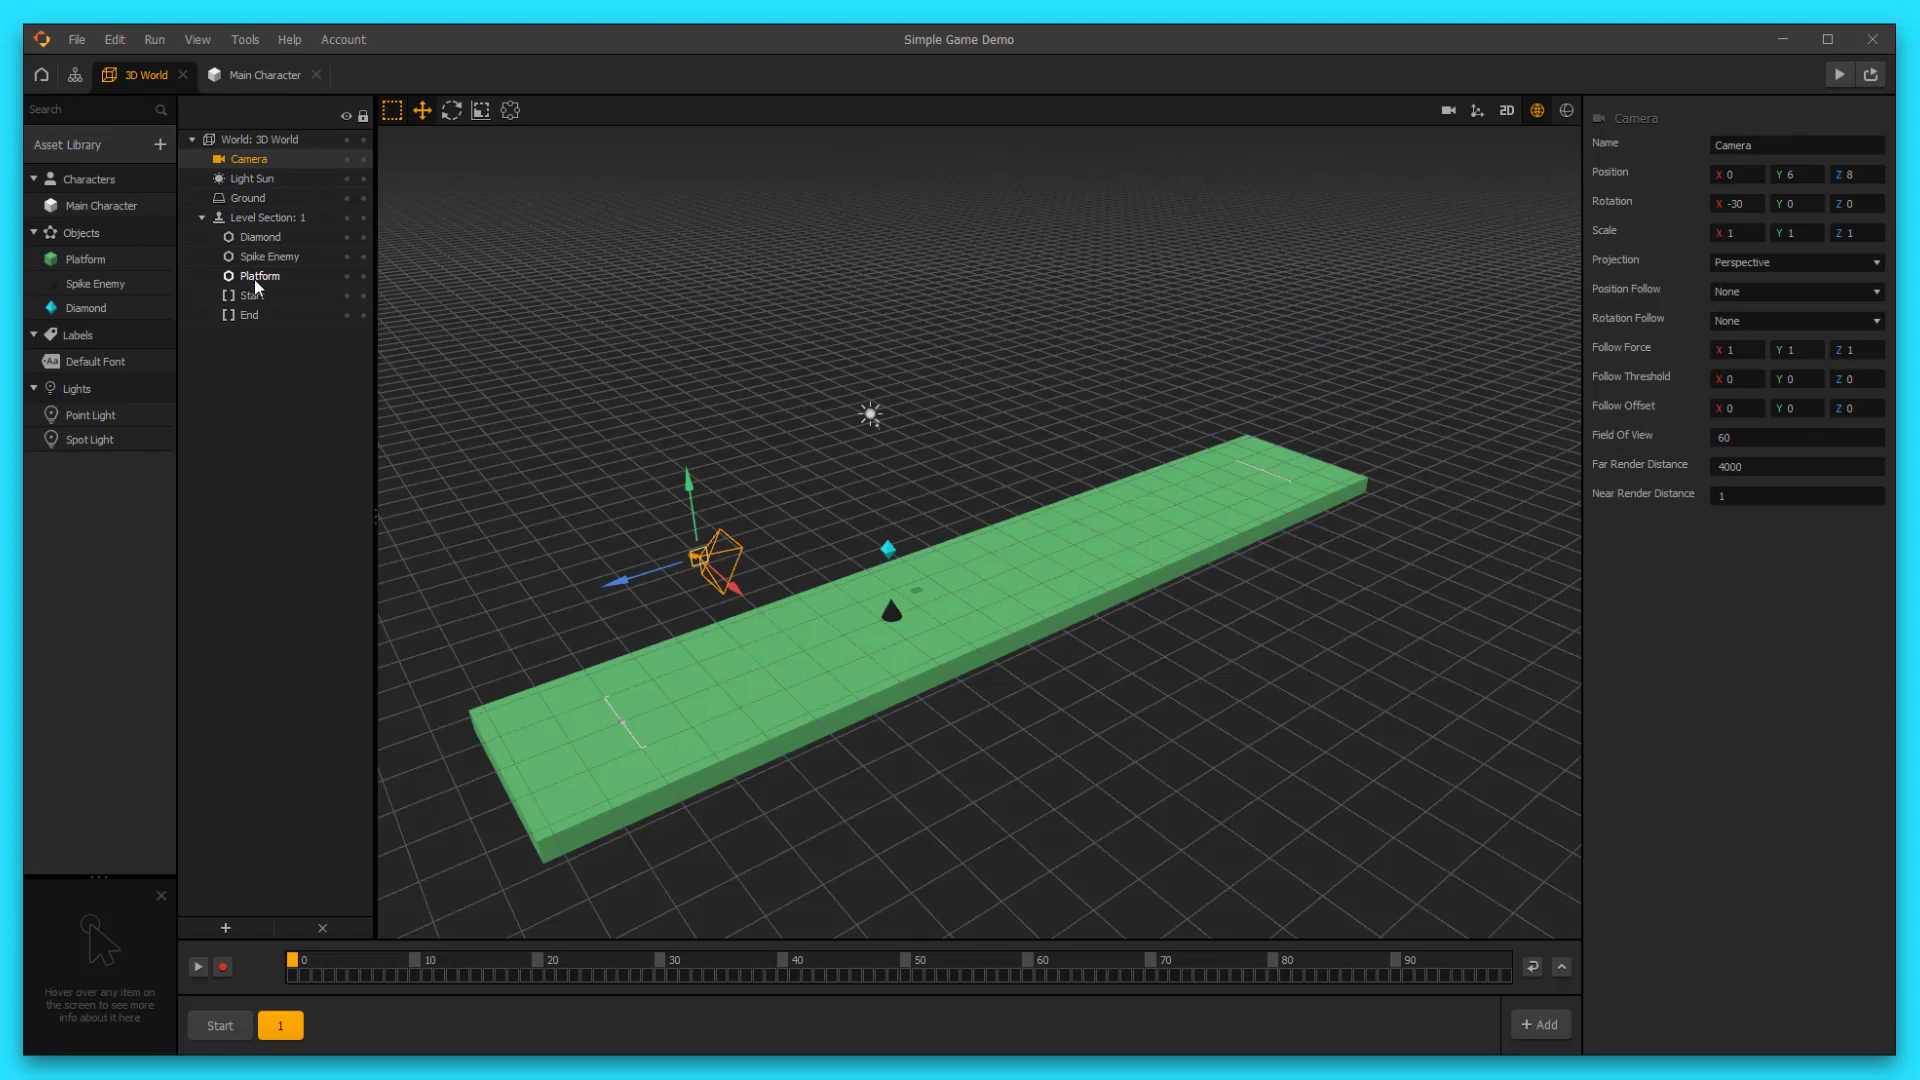 File Edit Run View Tools Help Account
Simple Game Demo
3D World
Main Character
Search
Asset Library
Characters
Main Character
Objects
Platform
Spike Enemy
Diamond
Labels
Aa Default Font
Lights
Point Light
Spot Light
Hover over any item on
the screen to see more
info about it here
World: 3D World
Camera
Light Sun
Ground
Level Section: 1
Diamond
Spike Enemy
Platform
Start
End
2D
Camera
Name Camera
Position X 0 Y 6 Z 8
Rotation X -30 Y 0 Z 0
Scale X 1 Y 1 Z 1
Projection Perspective
Position Follow None
Rotation Follow None
Follow Force X 1 Y 1 Z 1
Follow Threshold X 0 Y 0 Z 0
Follow Offset X 0 Y 0 Z 0
Field Of View 60
Far Render Distance 4000
Near Render Distance 1
0 10 20 30 40 50 60 70 80 90
Start 1
+ Add